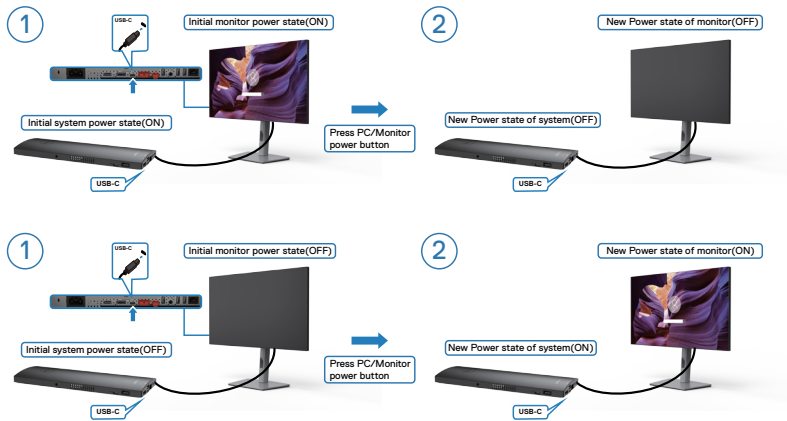 1
USB-C
Initial monitor power state(ON)
Initial system power state(ON)
USB-C
Press PC/Monitor
power button
2
New Power state of monitor(OFF)
New Power state of system(OFF)
USB-C
1
USB-C
Initial monitor power state(OFF)
Initial system power state(OFF)
USB-C
Press PC/Monitor
power button
2
New Power state of monitor(ON)
New Power state of system(ON)
USB-C